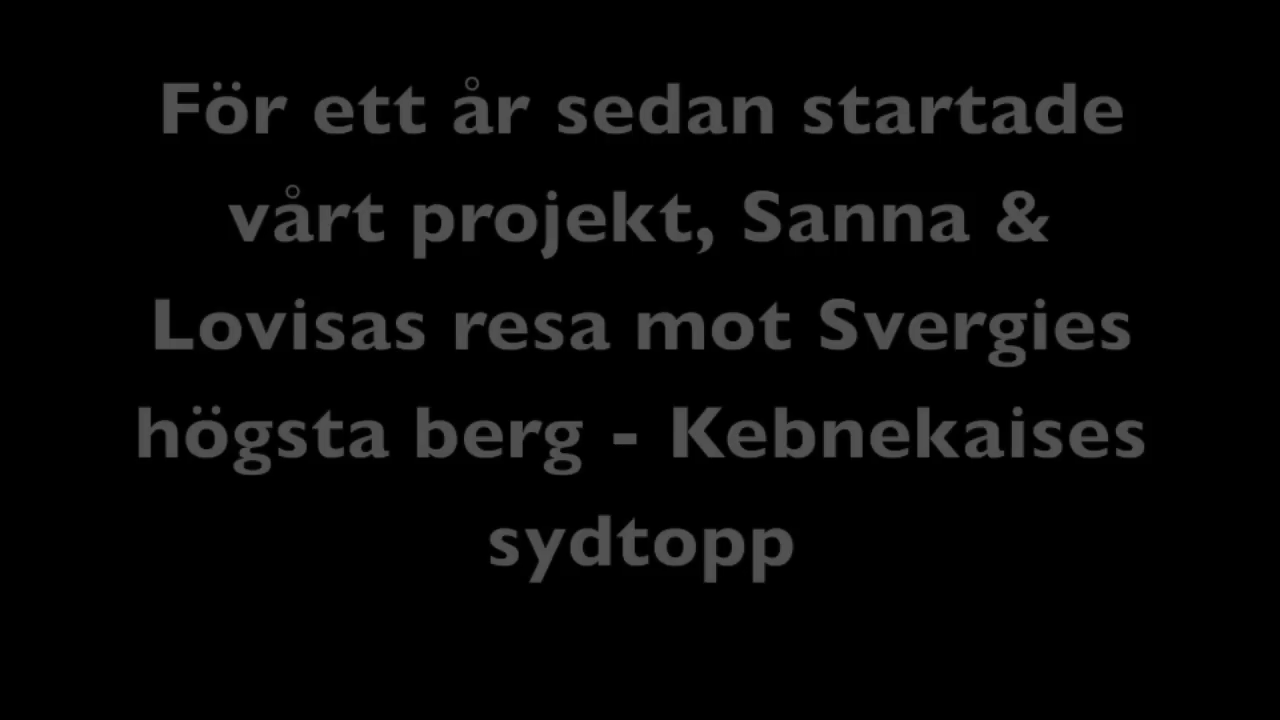 För ett år sedan startade
vårt projekt, Sanna &
Lovisas resa mot Svergies
högsta berg - Kebnekaises
sydtopp